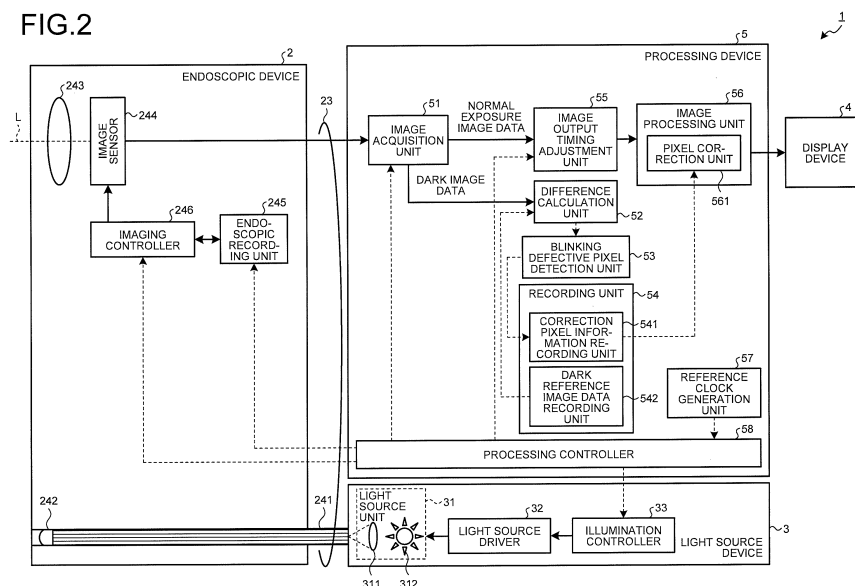 FIG.2
1
5
PROCESSING DEVICE
2
ENDOSCOPIC DEVICE
243
L
IMAGE
SENSOR
244
23
51
IMAGE
ACQUISITION
UNIT
NORMAL
EXPOSURE
IMAGE DATA
DARK IMAGE
DATA
55
IMAGE
OUTPUT
TIMING
ADJUSTMENT
UNIT
56
IMAGE
PROCESSING UNIT
PIXEL COR-
RECTION UNIT
561
4
DISPLAY
DEVICE
DIFFERENCE
CALCULATION
UNIT
52
246
IMAGING
CONTROLLER
245
ENDO-
SCOPIC
RECORD-
ING UNIT
BLINKING
DEFECTIVE PIXEL
DETECTION UNIT
53
RECORDING UNIT
54
CORRECTION
PIXEL INFOR-
MATION RE-
CORDING UNIT
541
DARK
REFERENCE
IMAGE DATA
RECORDING
UNIT
542
57
REFERENCE
CLOCK
GENERATION
UNIT
58
PROCESSING CONTROLLER
242
241
LIGHT
SOURCE
UNIT
31
311
312
32
LIGHT SOURCE
DRIVER
33
ILLUMINATION
CONTROLLER
3
LIGHT SOURCE
DEVICE